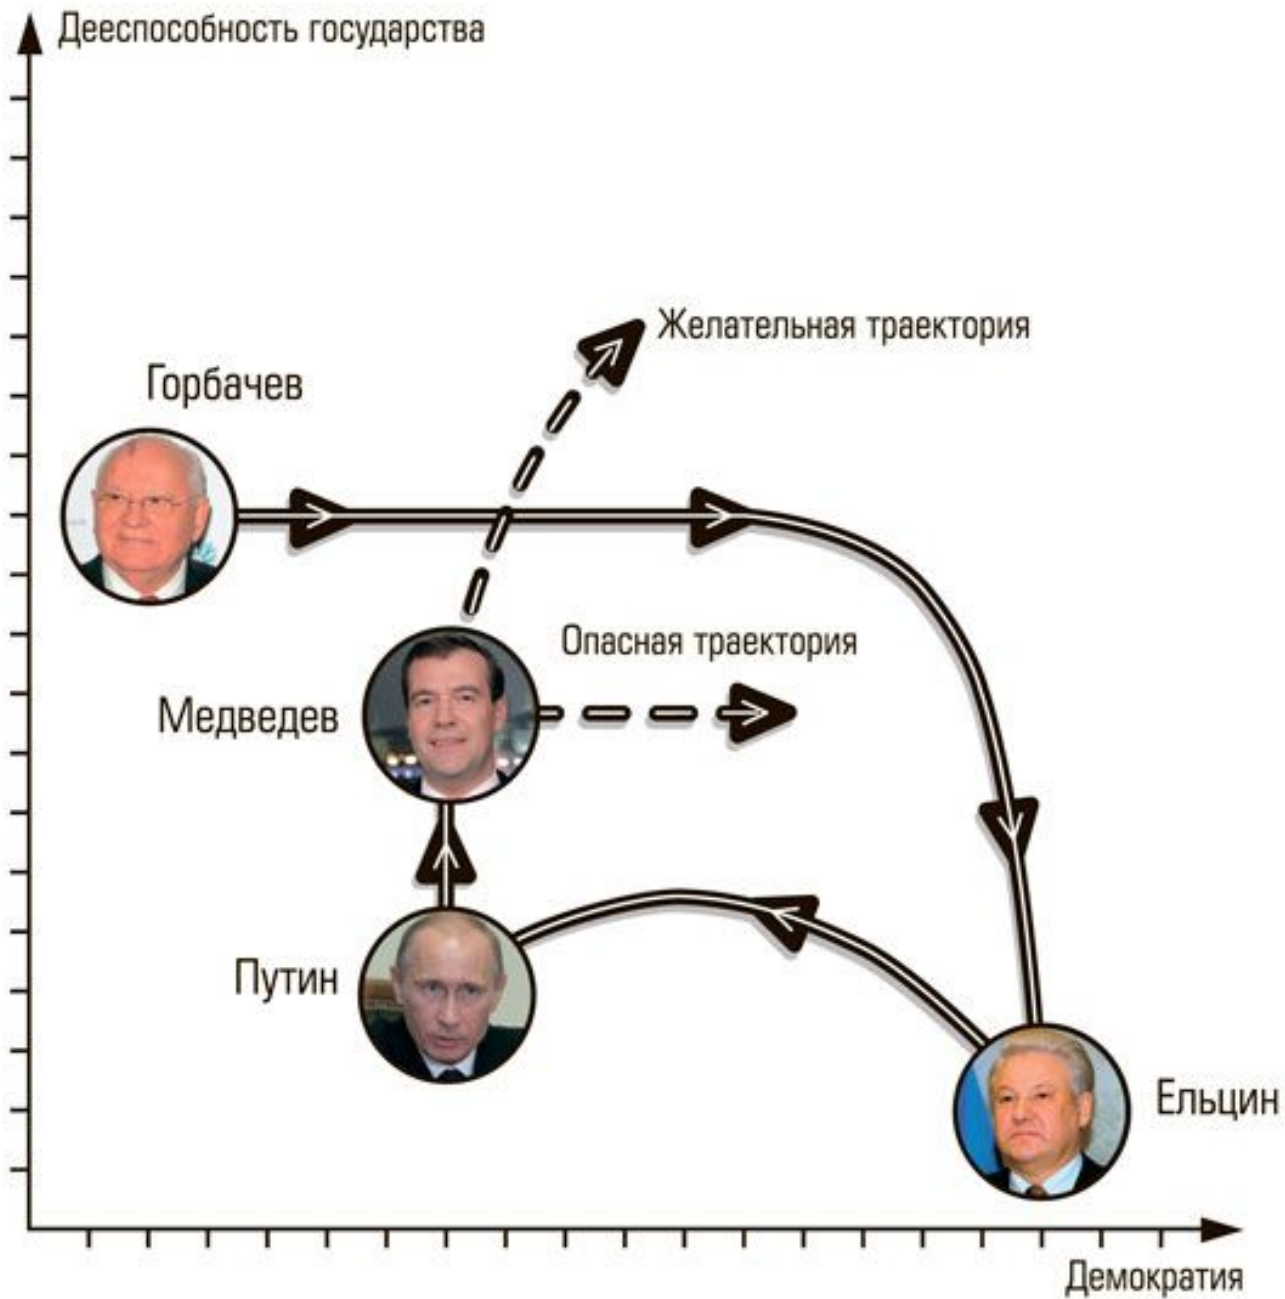 Дееспособность государства
Желательная траектория
Горбачев
Опасная траектория
Медведев
Путин
Ельцин
Демократия